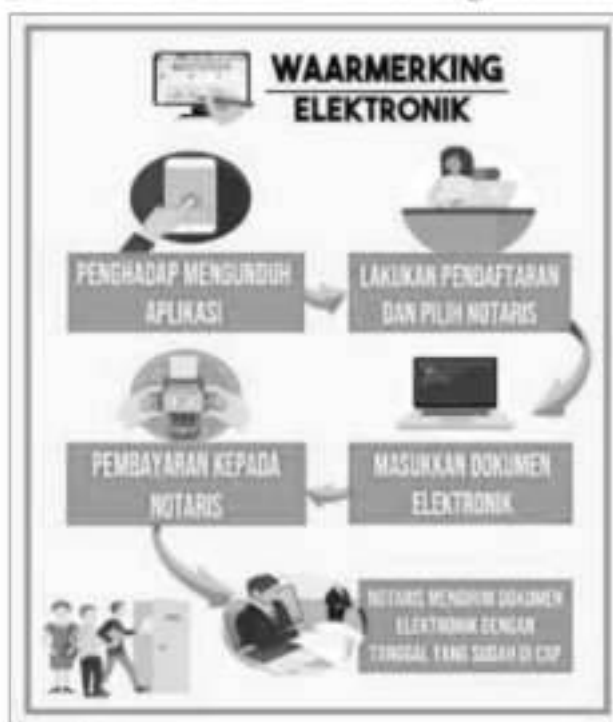 WAARMERKING
ELEKTRONIK
PENGHADAP MENGUNDUH
APLIKASI
LAKUKAN PENDAFTARAN
DAN PILIH NOTARIS
PEMBAYARAN KEPADA
NOTARIS
MASUKKAN DOKUMEN
ELEKTRONIK
NOTARIS MENGIRIM DOKUMEN
ELEKTRONIK DENGAN
TANGGAL YANG SUDAH DI CAP